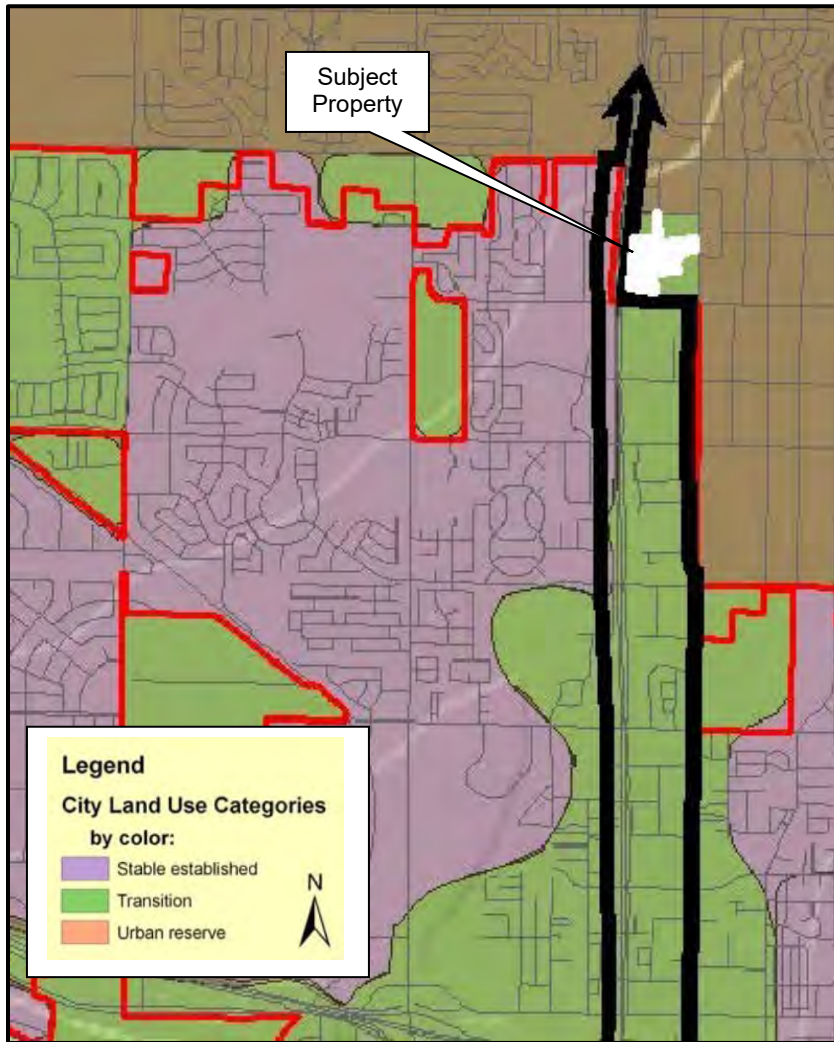 Subject
Property
Legend
City Land Use Categories
by color:
Stable established
Transition
Urban reserve
N